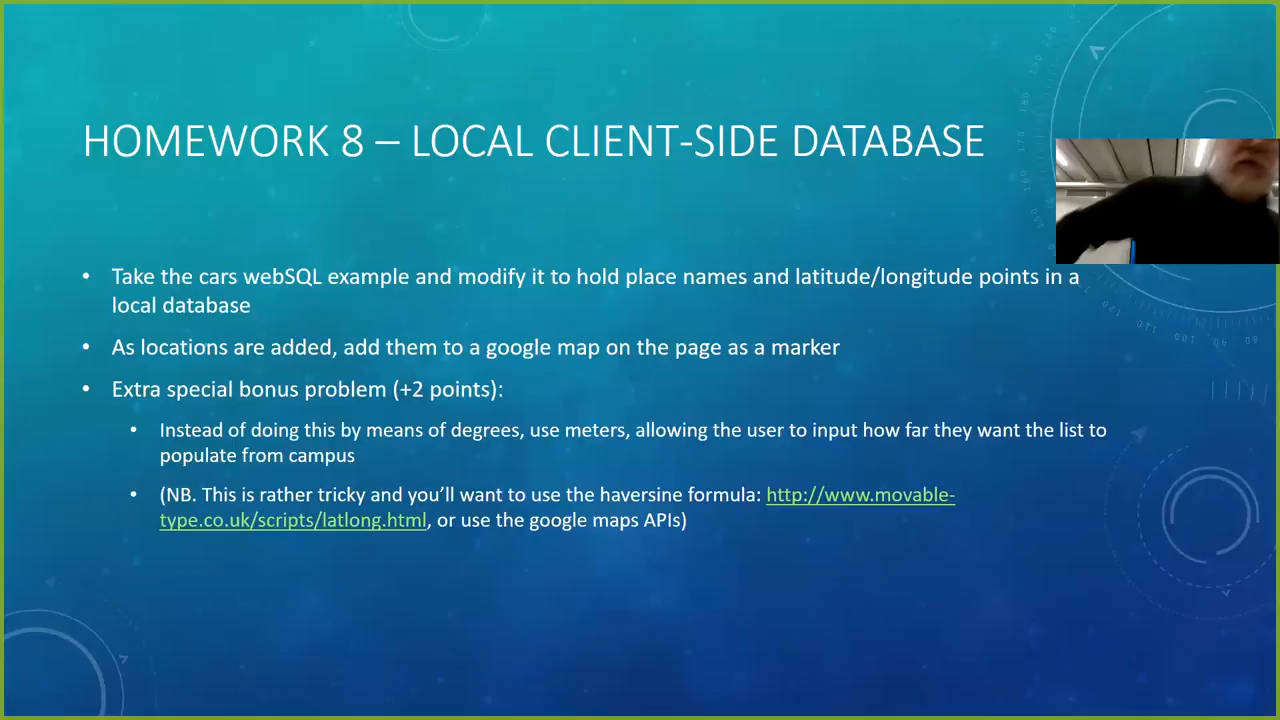 HOMEWORK 8 – LOCAL CLIENT-SIDE DATABASE
• Take the cars webSQL example and modify it to hold place names and latitude/longitude points in a
local database
• As locations are added, add them to a google map on the page as a marker
• Extra special bonus problem (+2 points):
• Instead of doing this by means of degrees, use meters, allowing the user to input how far they want the list to
populate from campus
• (NB. This is rather tricky and you’ll want to use the haversine formula: http://www.movable-
type.co.uk/scripts/latlong.html, or use the google maps APIs)